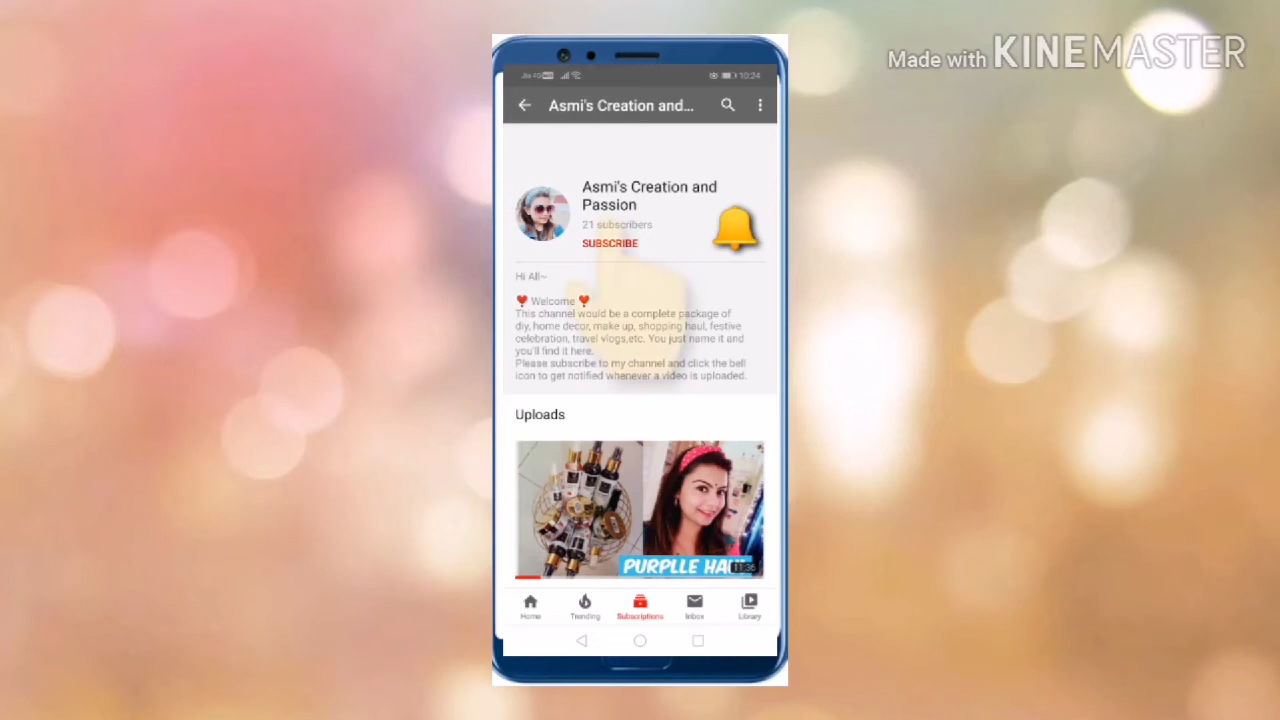 Made with KINEMASTER
10:24
Asmi's Creation and...
Asmi's Creation and
Passion
21 subscribers
SUBSCRIBE
Hi All~
❣️ Welcome ❣️
This channel would be a complete package of
diy, home decor, make up, shopping haul, festive
celebration, travel vlogs,etc. You just name it and
you'll find it here.
Please subscribe to my channel and click the bell
icon to get notified whenever a video is uploaded.
Uploads
PURPLLE HAUL
11:36
Home Trending Subscriptions Inbox Library